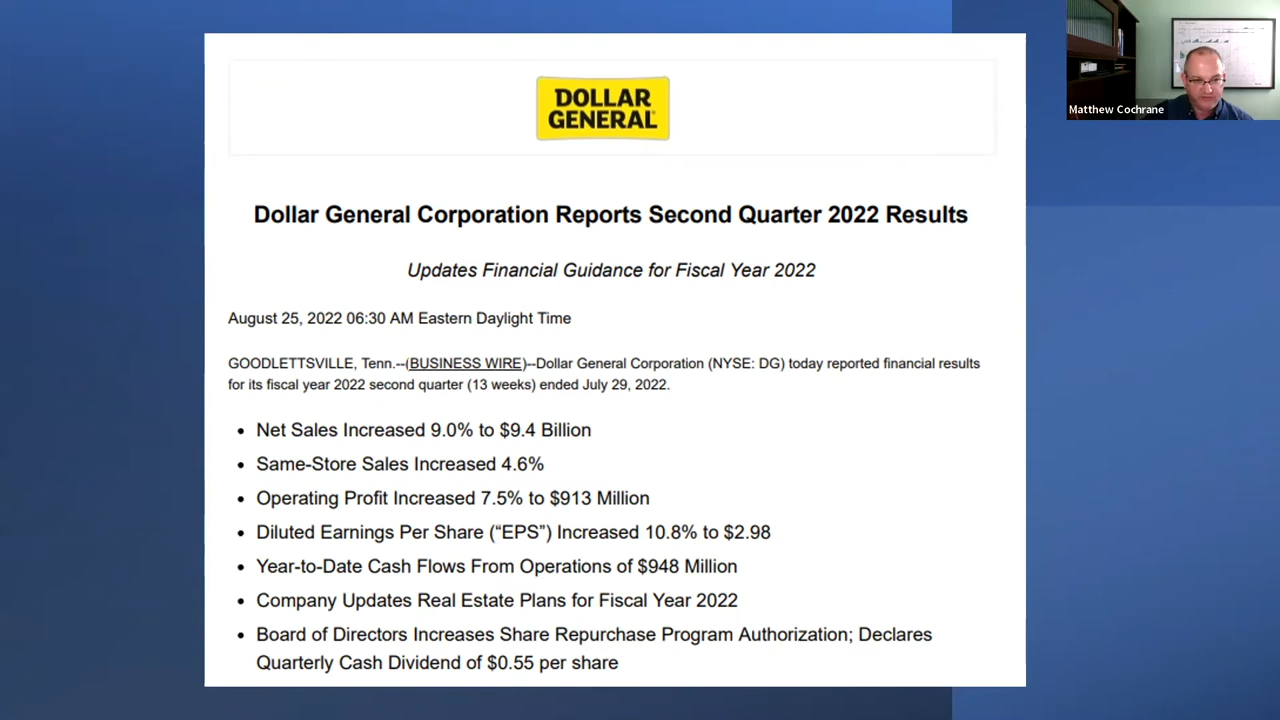 DOLLAR
GENERAL
Matthew Cochrane
Dollar General Corporation Reports Second Quarter 2022 Results
Updates Financial Guidance for Fiscal Year 2022
August 25, 2022 06:30 AM Eastern Daylight Time
GOODLETTSVILLE, Tenn.--(BUSINESS WIRE)--Dollar General Corporation (NYSE: DG) today reported financial results
for its fiscal year 2022 second quarter (13 weeks) ended July 29, 2022.
• Net Sales Increased 9.0% to $9.4 Billion
• Same-Store Sales Increased 4.6%
• Operating Profit Increased 7.5% to $913 Million
• Diluted Earnings Per Share (“EPS”) Increased 10.8% to $2.98
• Year-to-Date Cash Flows From Operations of $948 Million
• Company Updates Real Estate Plans for Fiscal Year 2022
• Board of Directors Increases Share Repurchase Program Authorization; Declares
Quarterly Cash Dividend of $0.55 per share